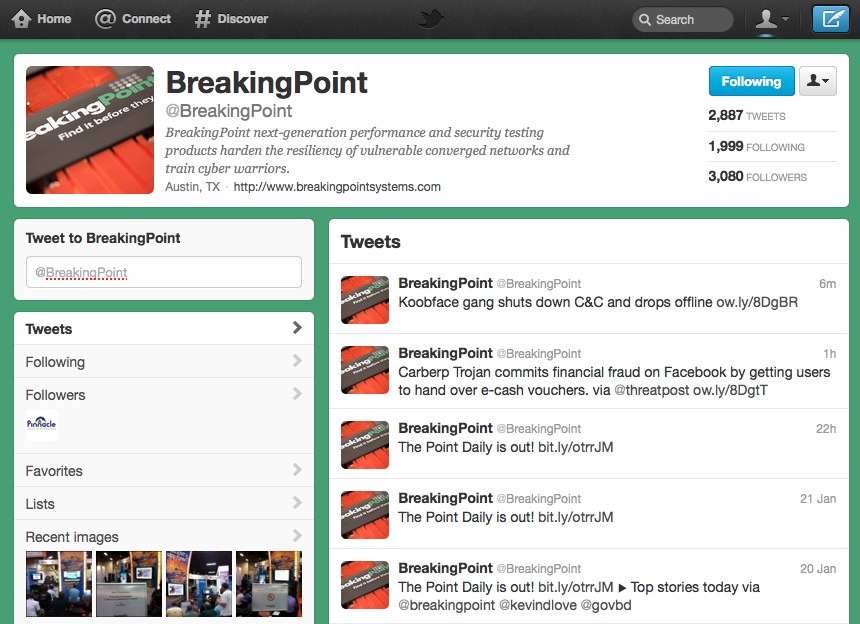 Home
Connect
Discover
Search
eakingPoint
Find it before they
BreakingPoint
@BreakingPoint
BreakingPoint next-generation performance and security testing
products harden the resiliency of vulnerable converged networks and
train cyber warriors.
Austin, TX · http://www.breakingpointsystems.com
Following
2,887 TWEETS
1,999 FOLLOWING
3,080 FOLLOWERS
Tweet to BreakingPoint
@BreakingPoint
Tweets
Following
Followers
Pinnacle
Favorites
Lists
Recent images
Tweets
BreakingPoint @BreakingPoint 6m
Koobface gang shuts down C&C and drops offline ow.ly/8DgBR
BreakingPoint @BreakingPoint 1h
Carberp Trojan commits financial fraud on Facebook by getting users
to hand over e-cash vouchers. via @threatpost ow.ly/8DgtT
BreakingPoint @BreakingPoint 22h
The Point Daily is out! bit.ly/otrrJM
BreakingPoint @BreakingPoint 21 Jan
The Point Daily is out! bit.ly/otrrJM
BreakingPoint @BreakingPoint 20 Jan
The Point Daily is out! bit.ly/otrrJM ▸ Top stories today via
@breakingpoint @kevindlove @govbd